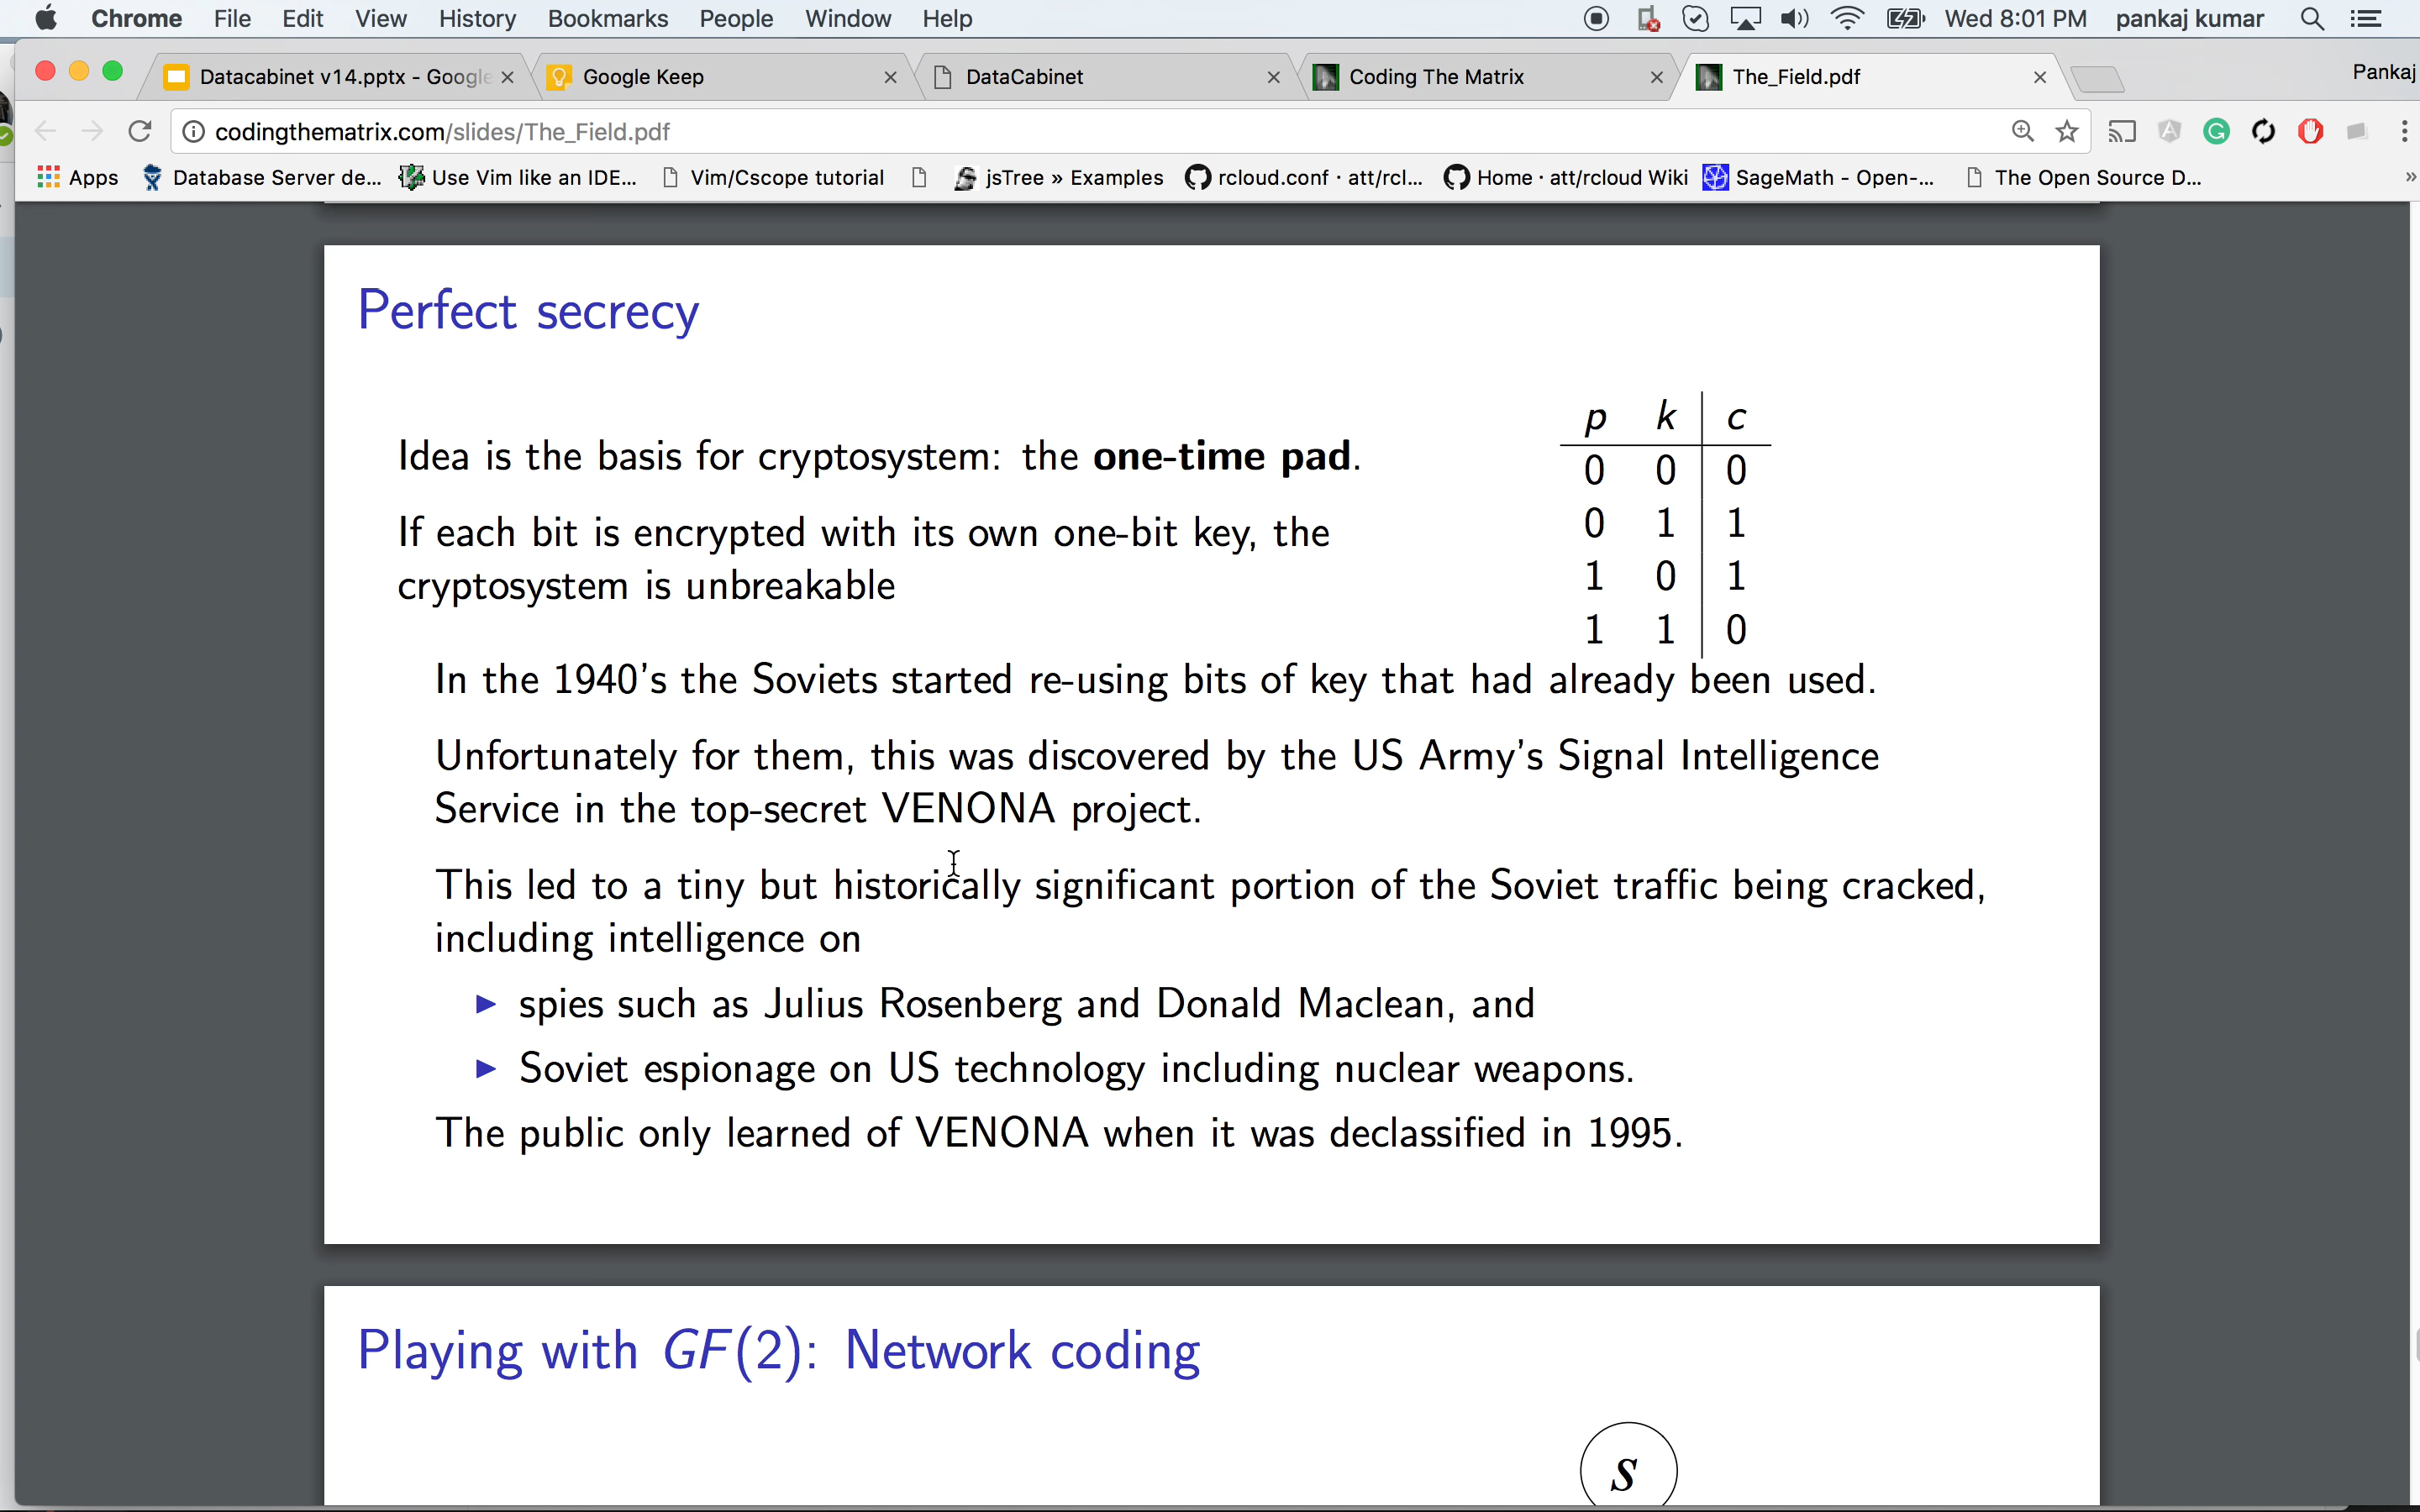 Chrome File Edit View History Bookmarks People Window Help Wed 8:01 PM pankaj kumar
Datacabinet v14.pptx - Google Google Keep DataCabinet Coding The Matrix The_Field.pdf Pankaj
codingthematrix.com/slides/The_Field.pdf
Apps Database Server de... Use Vim like an IDE... Vim/Cscope tutorial jsTree » Examples rcloud.conf · att/rcl... Home · att/rcloud Wiki SageMath - Open-... The Open Source D... »
Perfect secrecy
p k c
0 0 0
0 1 1
1 0 1
1 1 0
Idea is the basis for cryptosystem: the one-time pad.
If each bit is encrypted with its own one-bit key, the
cryptosystem is unbreakable
In the 1940's the Soviets started re-using bits of key that had already been used.
Unfortunately for them, this was discovered by the US Army's Signal Intelligence
Service in the top-secret VENONA project.
This led to a tiny but historically significant portion of the Soviet traffic being cracked,
including intelligence on
▶ spies such as Julius Rosenberg and Donald Maclean, and
▶ Soviet espionage on US technology including nuclear weapons.
The public only learned of VENONA when it was declassified in 1995.
Playing with GF(2): Network coding
s